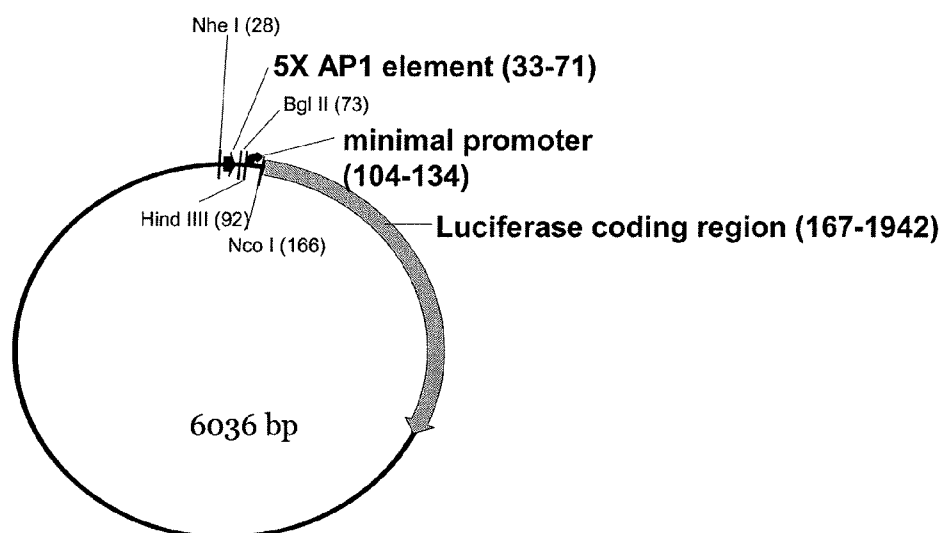 Nhe I (28)
5X AP1 element (33-71)
Bgl II (73)
minimal promoter
(104-134)
Hind IIII (92)
Nco I (166)
Luciferase coding region (167-1942)
6036 bp